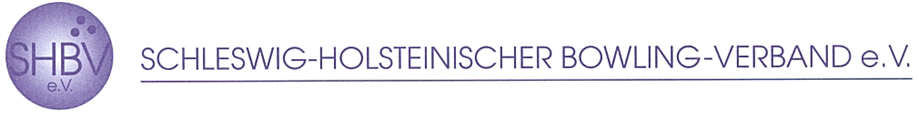 SHBV
e.V.
SCHLESWIG-HOLSTEINISCHER BOWLING-VERBAND e.V.